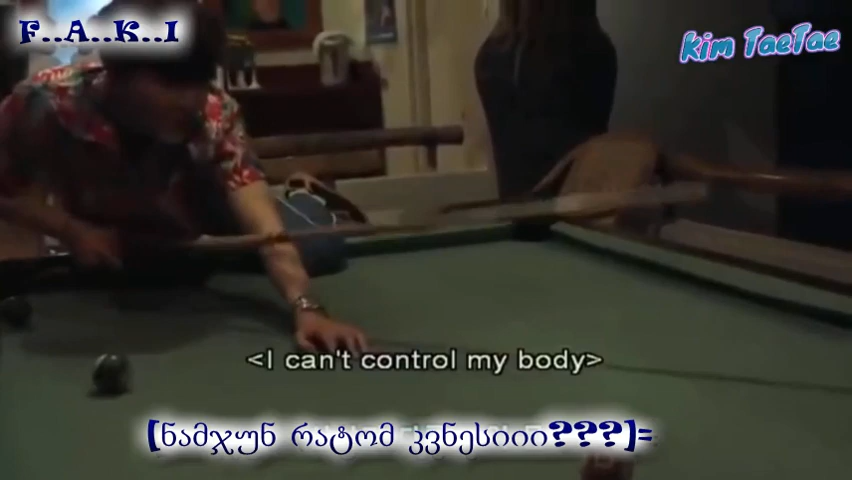 F..A..K..I
Kim TaeTae
<I can't control my body>
(ნამჯუნ რატომ კვნესიიი???)=